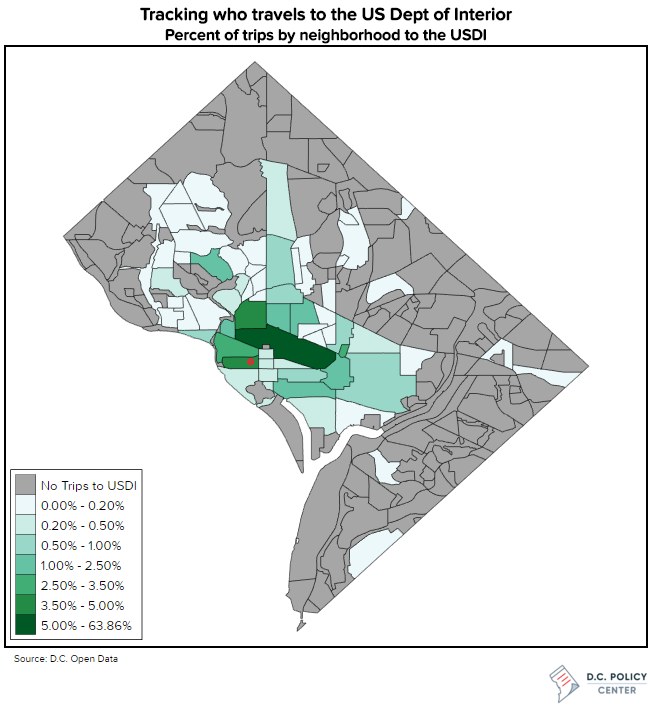 Tracking who travels to the US Dept of Interior
Percent of trips by neighborhood to the USDI
No Trips to USDI
0.00% - 0.20%
0.20% - 0.50%
0.50% - 1.00%
1.00% - 2.50%
2.50% - 3.50%
3.50% - 5.00%
5.00% - 63.86%
Source: D.C. Open Data
D.C. POLICY
CENTER